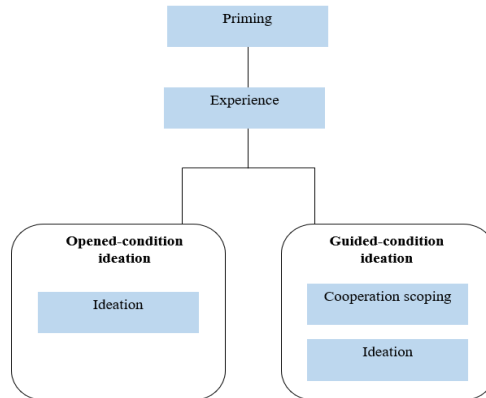 Priming
Experience
Opened-condition
ideation
Ideation
Guided-condition
ideation
Cooperation scoping
Ideation